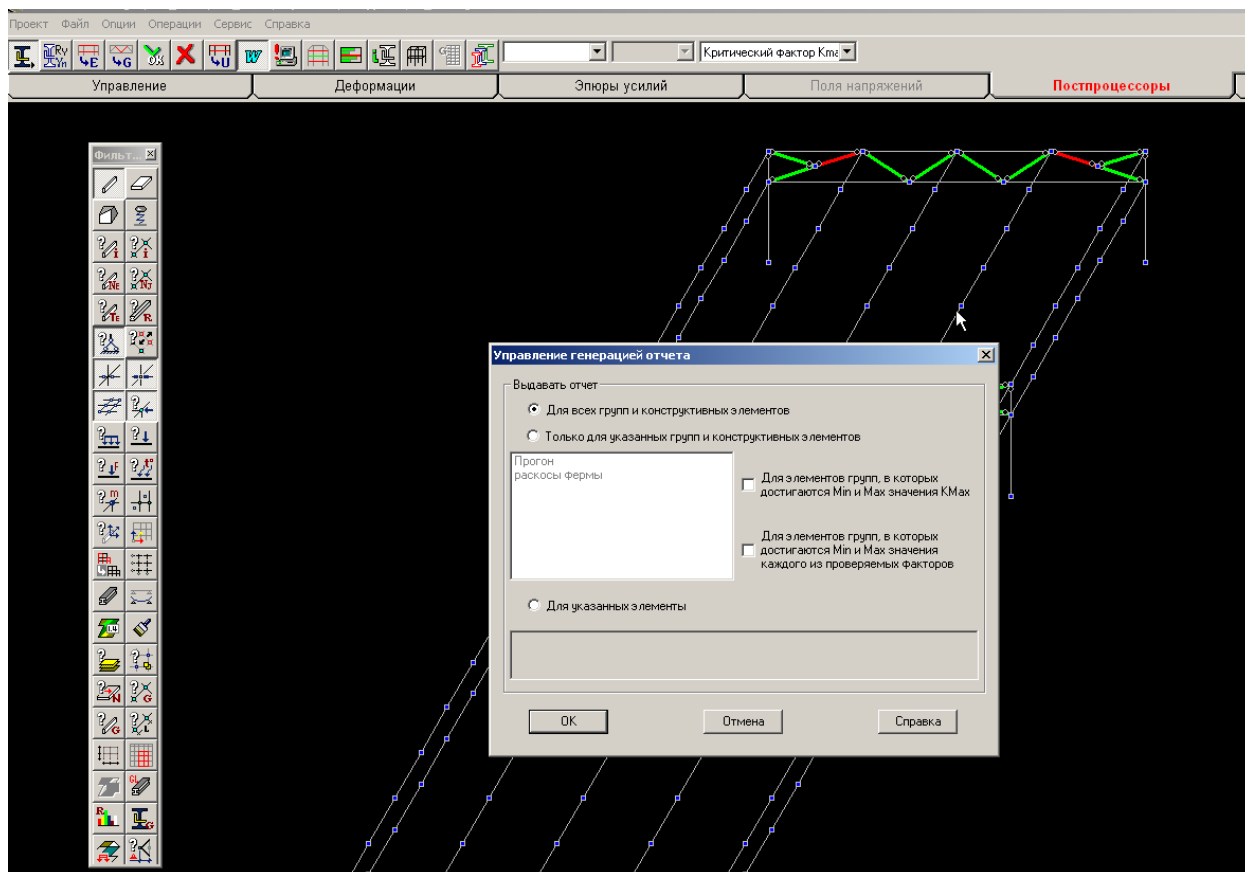 Проект Файл Опции Операции Сервис Справка
Критический фактор Kma
Управление Деформации Эпюры усилий Поля напряжений Постпроцессоры
Фильт...
Управление генерацией отчета
Выдавать отчет
Для всех групп и конструктивных элементов
Только для указанных групп и конструктивных элементов
Прогон
раскосы фермы
Для элементов групп, в которых
достигаются Min и Max значения KMax
Для элементов групп, в которых
достигаются Min и Max значения
каждого из проверяемых факторов
Для указанных элементы
OK Отмена Справка